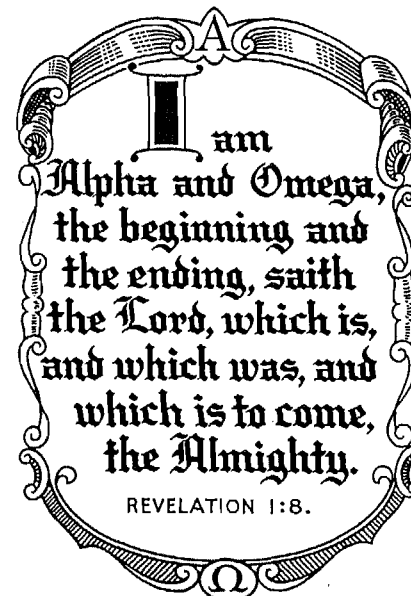 A
I am
Alpha and Omega,
the beginning and
the ending, saith
the Lord, which is,
and which was, and
which is to come,
the Almighty.
REVELATION 1:8.
Ω